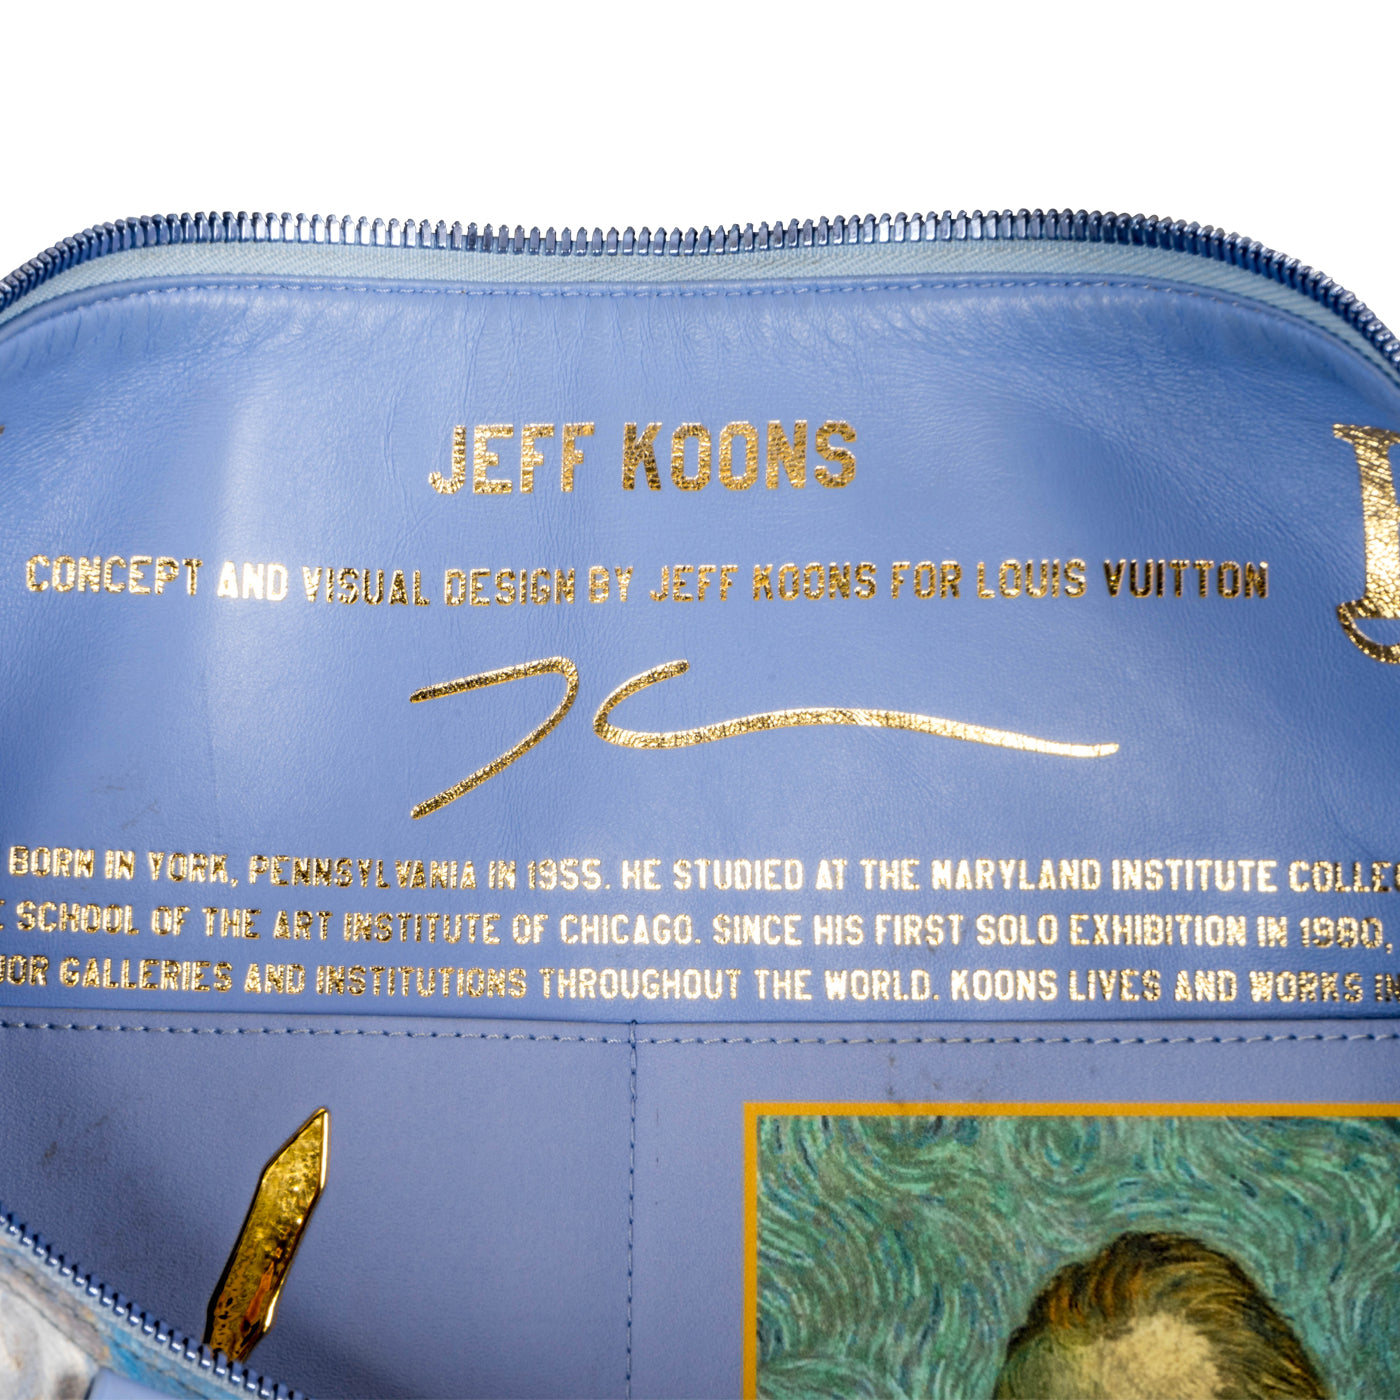 JEFF KOONS
CONCEPT AND VISUAL DESIGN BY JEFF KOONS FOR LOUIS VUITTON
BORN IN YORK, PENNSYLVANIA IN 1955. HE STUDIED AT THE MARYLAND INSTITUTE
SCHOOL OF THE ART INSTITUTE OF CHICAGO. SINCE HIS FIRST SOLO EXHIBITION IN 1980,
GALLERIES AND INSTITUTIONS THROUGHOUT THE WORLD. KOONS LIVES AND WORKS